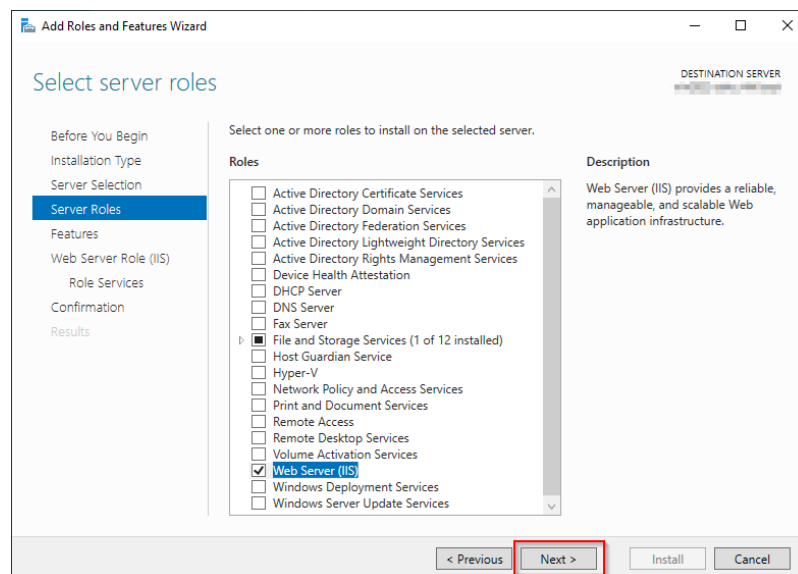 Add Roles and Features Wizard
Select server roles
DESTINATION SERVER
Before You Begin
Installation Type
Server Selection
Server Roles
Features
Web Server Role (IIS)
Role Services
Confirmation
Results
Select one or more roles to install on the selected server.
Roles
Active Directory Certificate Services
Active Directory Domain Services
Active Directory Federation Services
Active Directory Lightweight Directory Services
Active Directory Rights Management Services
Device Health Attestation
DHCP Server
DNS Server
Fax Server
File and Storage Services (1 of 12 installed)
Host Guardian Service
Hyper-V
Network Policy and Access Services
Print and Document Services
Remote Access
Remote Desktop Services
Volume Activation Services
Web Server (IIS)
Windows Deployment Services
Windows Server Update Services
Description
Web Server (IIS) provides a reliable,
manageable, and scalable Web
application infrastructure.
< Previous
Next >
Install
Cancel